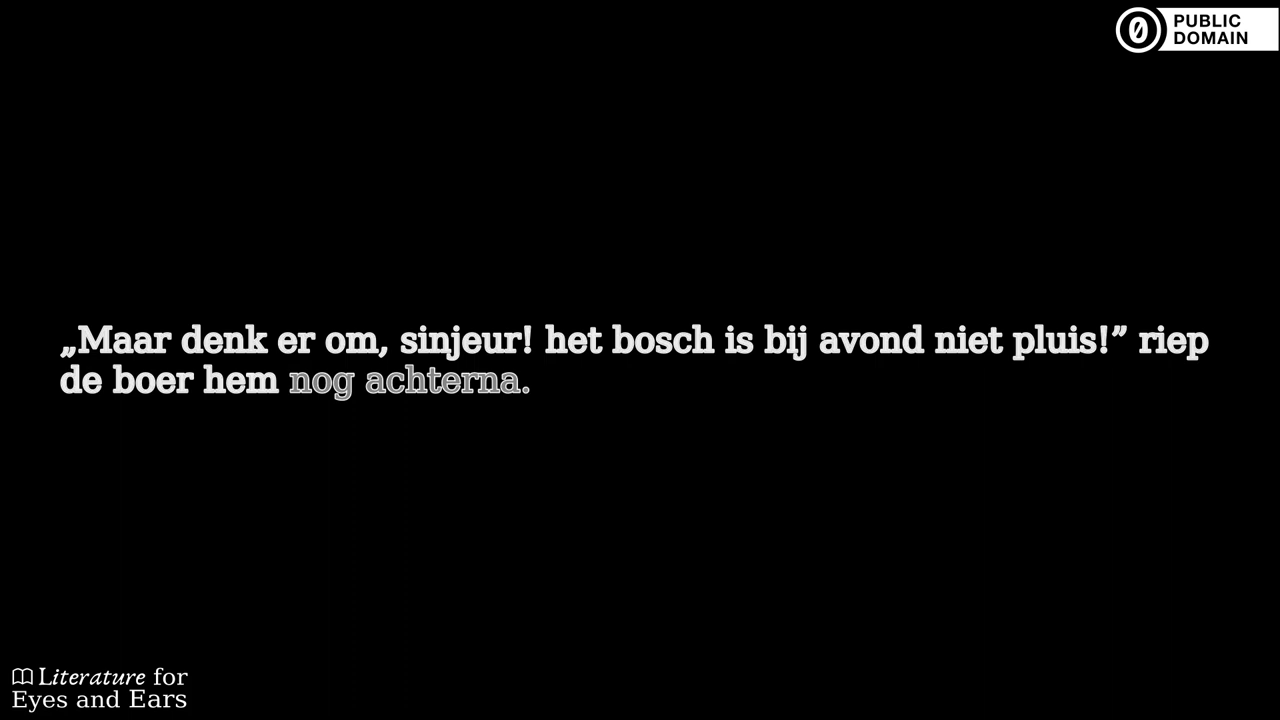 PUBLIC
DOMAIN
„Maar denk er om, sinjeur! het bosch is bij avond niet pluis!” riep
de boer hem nog achterna.
Literature for
Eyes and Ears